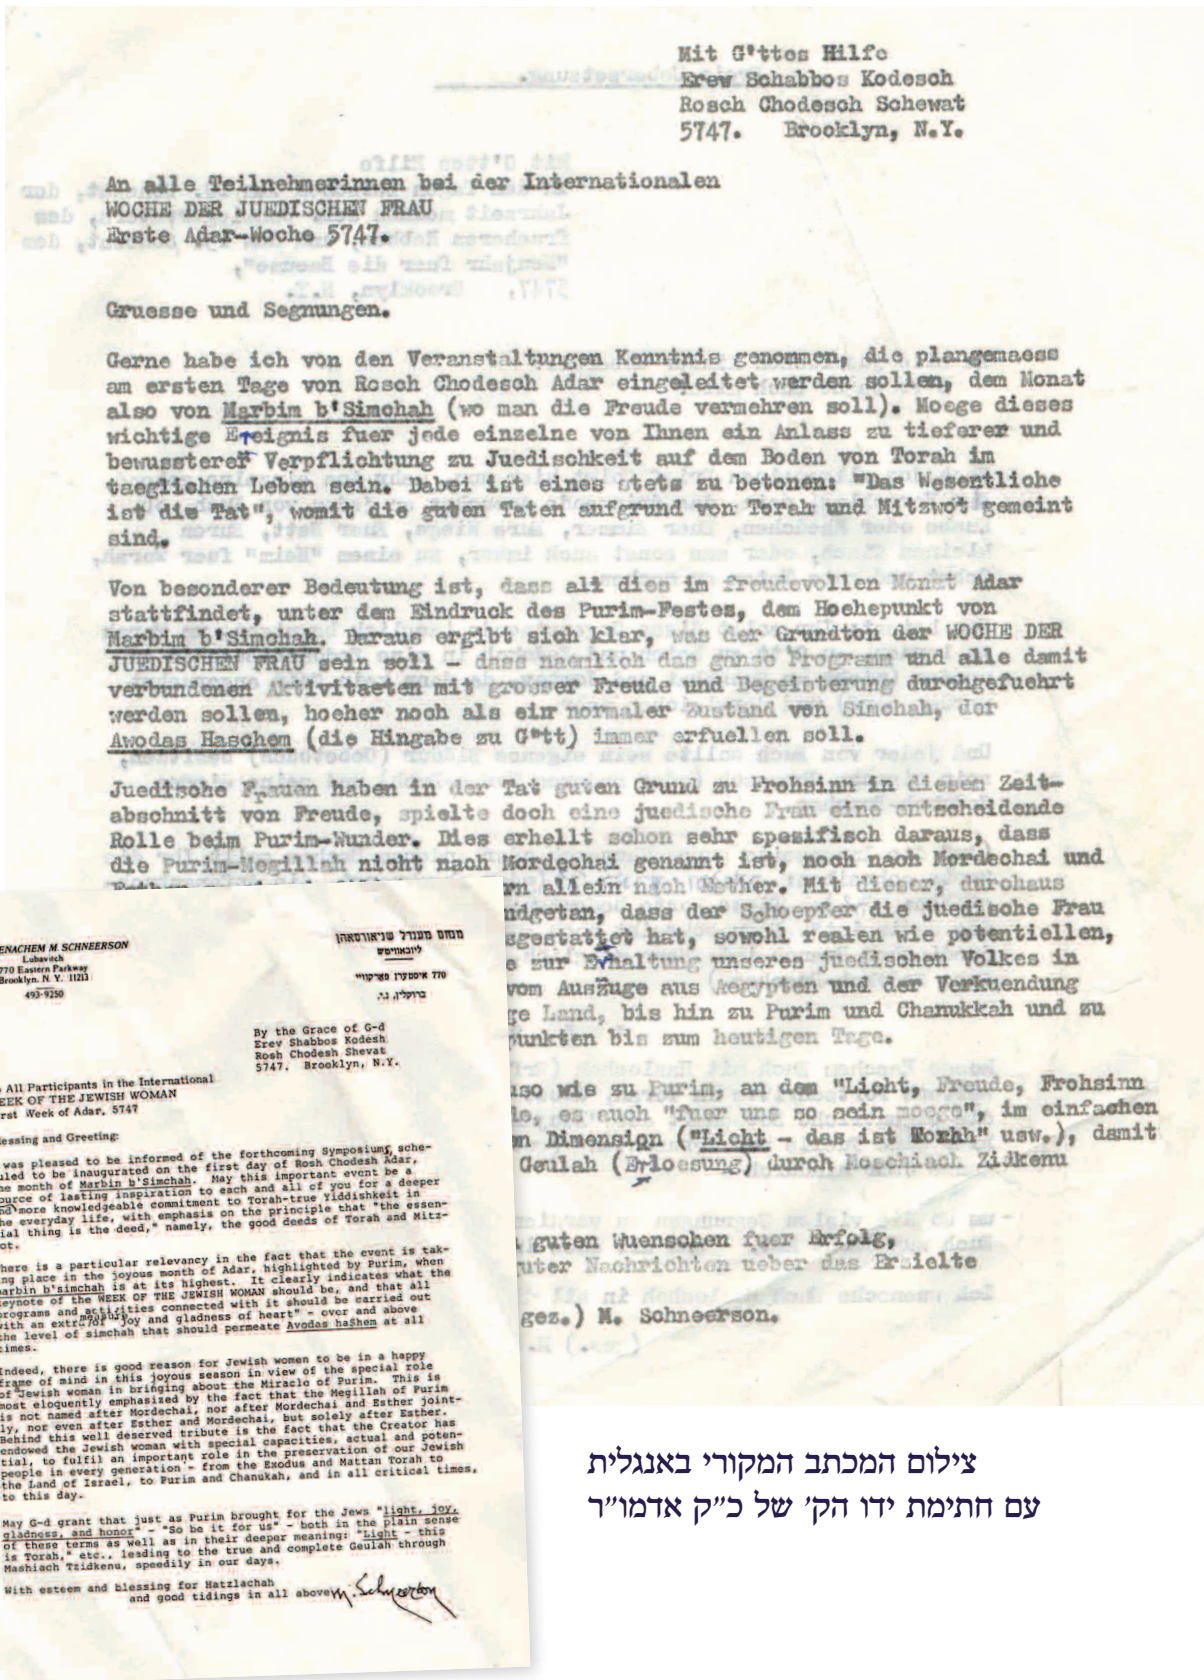 Mit G'ttes Hilfe
Erew Schabbos Kodesch
Rosch Chodesch Schewat
5747. Brooklyn, N.Y.
An alle Teilnehmerinnen bei der Internationalen
WOCHE DER JUEDISCHEN FRAU
Erste Adar-Woche 5747.
Gruesse und Segnungen.
Gerne habe ich von den Veranstaltungen Kenntnis genommen, die plangemaess
am ersten Tage von Rosch Chodesch Adar eingeleitet werden sollen, dem Monat
also von Marbim b'Simchah (wo man die Freude vermehren soll). Moege dieses
wichtige Ereignis fuer jede einzelne von Ihnen ein Anlass zu tieferer und
bewussterer Verpflichtung zu Juedischkeit auf dem Boden von Torah im
taeglichen Leben sein. Dabei ist eines stets zu betonen: "Das Wesentliche
ist die Tat", womit die guten Taten aufgrund von Torah und Mitzwot gemeint
sind.
Von besonderer Bedeutung ist, dass all dies im freudevollen Monat Adar
stattfindet, unter dem Eindruck des Purim-Festes, dem Hoehepunkt von
Marbim b'Simchah. Daraus ergibt sich klar, was der Grundton der WOCHE DER
JUEDISCHEN FRAU sein soll - dass naemlich das ganse Programm und alle damit
verbundenen Aktivitaeten mit grosser Freude und Begeisterung durchgefuehrt
werden sollen, hoeher noch als ein normaler Zustand von Simchah, der
Awodas Haschem (die Hingabe zu G'tt) immer erfuellen soll.
Juedische Frauen haben in der Tat guten Grund zu Frohsinn in diesem Zeit-
abschnitt von Freude, spielte doch eine juedische Frau eine entscheidende
Rolle beim Purim-Wunder. Dies erhellt schon sehr spesifisch daraus, dass
die Purim-Megillah nicht nach Mordechai genannt ist, noch nach Mordechai und
rn allein nach Esther. Mit dieser, durchaus
ndgetan, dass der Schoepfer die juedische Frau
sgestattet hat, sowohl realen wie potentiellen,
e zur Erhaltung unseres juedischen Volkes in
vom Auszuge aus Aegypten und der Verkuendung
ge Land, bis hin zu Purim und Chanukkah und zu
punkten bis zum heutigen Tage.
uso wie zu Purim, an dem "Licht, Freude, Frohsinn
es auch "fuer uns so sein moege", im einfachen
en Dimension ("Licht - das ist Torah" usw.), damit
Geulah (Erloesung) durch Moschiach Zidkenu
guten Wuenschen fuer Erfolg,
guter Nachrichten ueber das Erzielte
gez.) M. Schneerson.
ENACHEM M. SCHNEERSON
Lubavitch
770 Eastern Parkway
Brooklyn, N. Y. 11213
493-9250
מנחם מענדל שניאורסאהן
ליובאוויטש
770 איסטערן פארקוויי
ברוקלין, נ.י.
By the Grace of G-d
Erev Shabbos Kodesh
Rosh Chodesh Shevat
5747. Brooklyn, N.Y.
All Participants in the International
EEK OF THE JEWISH WOMAN
rst Week of Adar, 5747
lessing and Greeting:
was pleased to be informed of the forthcoming Symposiums, sche-
uled to be inaugurated on the first day of Rosh Chodesh Adar,
he month of Marbin b'Simchah. May this important event be a
ource of lasting inspiration to each and all of you for a deeper
nd more knowledgeable commitment to Torah-true Yiddishkeit in
he everyday life, with emphasis on the principle that "the essen-
ial thing is the deed," namely, the good deeds of Torah and Mitz-
ot.
here is a particular relevancy in the fact that the event is tak-
ng place in the joyous month of Adar, highlighted by Purim, when
arbin b'simchah is at its highest. It clearly indicates what the
eynote of the WEEK OF THE JEWISH WOMAN should be, and that all
rograms and activities connected with it should be carried out
with an extra measure of "joy and gladness of heart" - over and above
the level of simchah that should permeate Avodas haShem at all
times.
Indeed, there is good reason for Jewish women to be in a happy
frame of mind in this joyous season in view of the special role
of a Jewish woman in bringing about the Miracle of Purim. This is
most eloquently emphasized by the fact that the Megillah of Purim
is not named after Mordechai, nor after Mordechai and Esther joint-
ly, nor even after Esther and Mordechai, but solely after Esther.
Behind this well deserved tribute is the fact that the Creator has
endowed the Jewish woman with special capacities, actual and poten-
tial, to fulfil an important role in the preservation of our Jewish
people in every generation - from the Exodus and Mattan Torah to
the Land of Israel, to Purim and Chanukah, and in all critical times,
to this day.
May G-d grant that just as Purim brought for the Jews "light, joy,
gladness, and honor" - "So be it for us" - both in the plain sense
of these terms as well as in their deeper meaning: "Light - this
is Torah," etc., leading to the true and complete Geulah through
Mashiach Tzidkenu, speedily in our days.
With esteem and blessing for Hatzlachah
and good tidings in all above,
M. Schneerson
צילום המכתב המקורי באנגלית
עם חתימת ידו הק׳ של כ״ק אדמו״ר